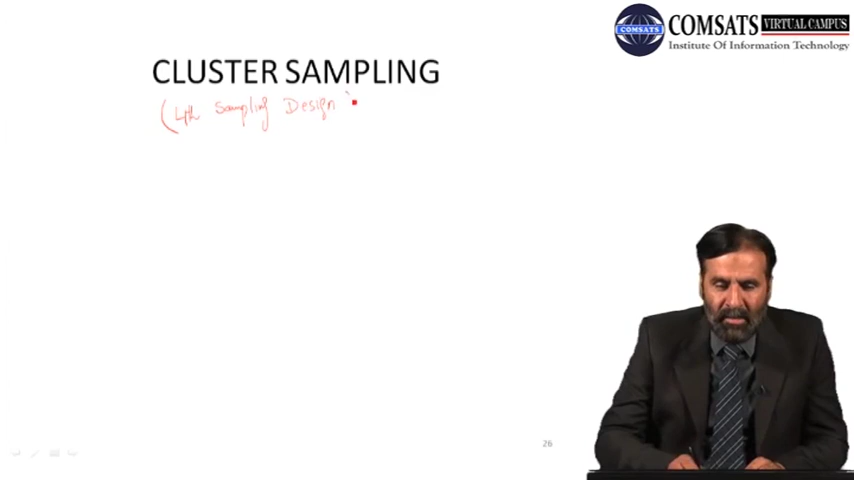 COMSATS VIRTUAL CAMPUS
Institute Of Information Technology
COMSATS
CLUSTER SAMPLING
(4th Sampling Design
26